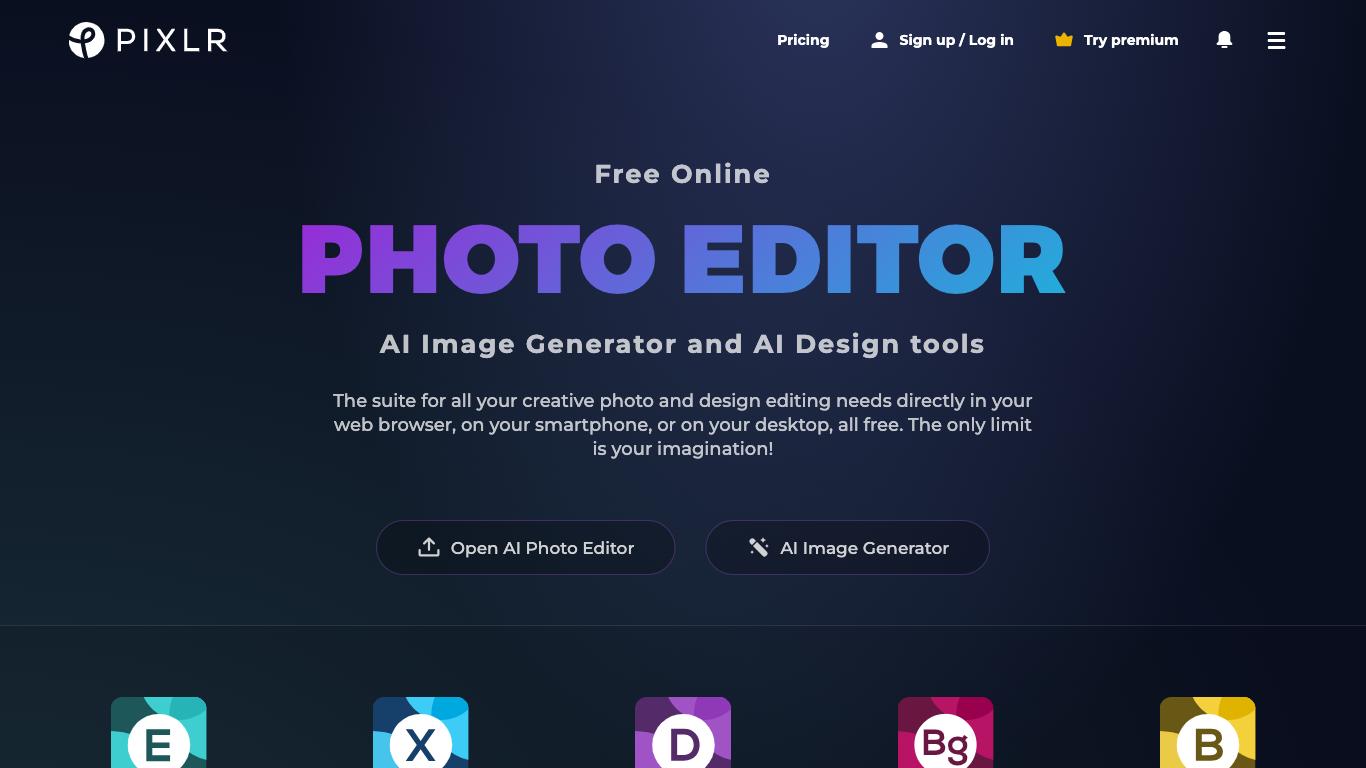 PIXLR
Pricing
Sign up / Log in
Try premium
Free Online
PHOTO EDITOR
AI Image Generator and AI Design tools
The suite for all your creative photo and design editing needs directly in your
web browser, on your smartphone, or on your desktop, all free. The only limit
is your imagination!
Open AI Photo Editor
AI Image Generator
E
X
D
Bg
B